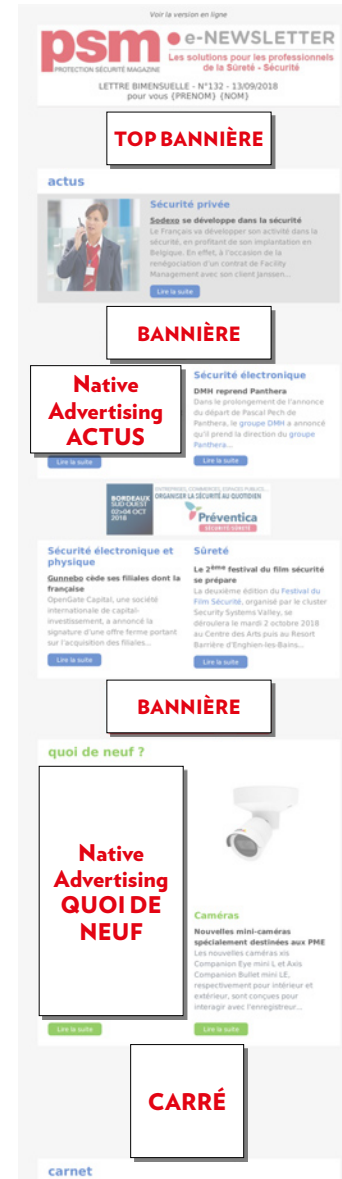 Voir la version en ligne
psm
PROTECTION SÉCURITÉ MAGAZINE
e-NEWSLETTER
Les solutions pour les professionnels
de la Sûreté - Sécurité
LETTRE BIMENSUELLE - N°132 - 13/09/2018
pour vous {PRENOM} {NOM}
TOP BANNIÈRE
actus
Sécurité privée
Sodexo se développe dans la sécurité
Le Français va développer son activité dans la
sécurité, en profitant de son implantation en
Belgique. En effet, à l'occasion de la
renégociation d'un contrat de Facility
Management avec son client Janssen...
Lire la suite
BANNIÈRE
Native
Advertising
ACTUS
Lire la suite
Sécurité électronique
DMH reprend Panthera
Dans le prolongement de l'annonce
du départ de Pascal Pech de
Panthera, le groupe DMH a annoncé
qu'il prend la direction du groupe
Panthera...
Lire la suite
BORDEAUX
SUD OUEST
02>04 OCT
2018
ENTREPRISES, COMMERCES, ESPACES PUBLICS...
ORGANISER LA SÉCURITÉ AU QUOTIDIEN
Préventica
SÉCURITÉ-SÛRETÉ
Sécurité électronique et
physique
Gunnebo cède ses filiales dont la
française
OpenGate Capital, une société
internationale de capital-
investissement, a annoncé la
signature d'une offre ferme portant
sur l'acquisition des filiales...
Lire la suite
Sûreté
Le 2ème festival du film sécurité
se prépare
La deuxième édition du Festival du
Film Sécurité, organisé par le cluster
Security Systems Valley, se
déroulera le mardi 2 octobre 2018
au Centre des Arts puis au Resort
Barrière d'Enghien-les-Bains...
Lire la suite
BANNIÈRE
quoi de neuf ?
Native
Advertising
QUOI DE
NEUF
Lire la suite
Caméras
Nouvelles mini-caméras
spécialement destinées aux PME
Les nouvelles caméras xis
Companion Eye mini L et Axis
Companion Bullet mini LE,
respectivement pour intérieur et
extérieur, sont conçues pour
interagir avec l'enregistreur...
Lire la suite
CARRÉ
carnet